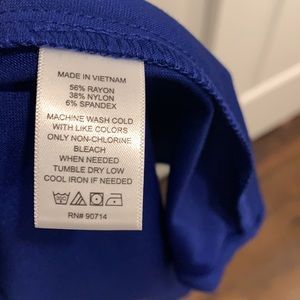 MADE IN VIETNAM
56% RAYON
38% NYLON
6% SPANDEX
MACHINE WASH COLD
WITH LIKE COLORS
ONLY NON-CHLORINE
BLEACH
WHEN NEEDED
TUMBLE DRY LOW
COOL IRON IF NEEDED
RN# 90714